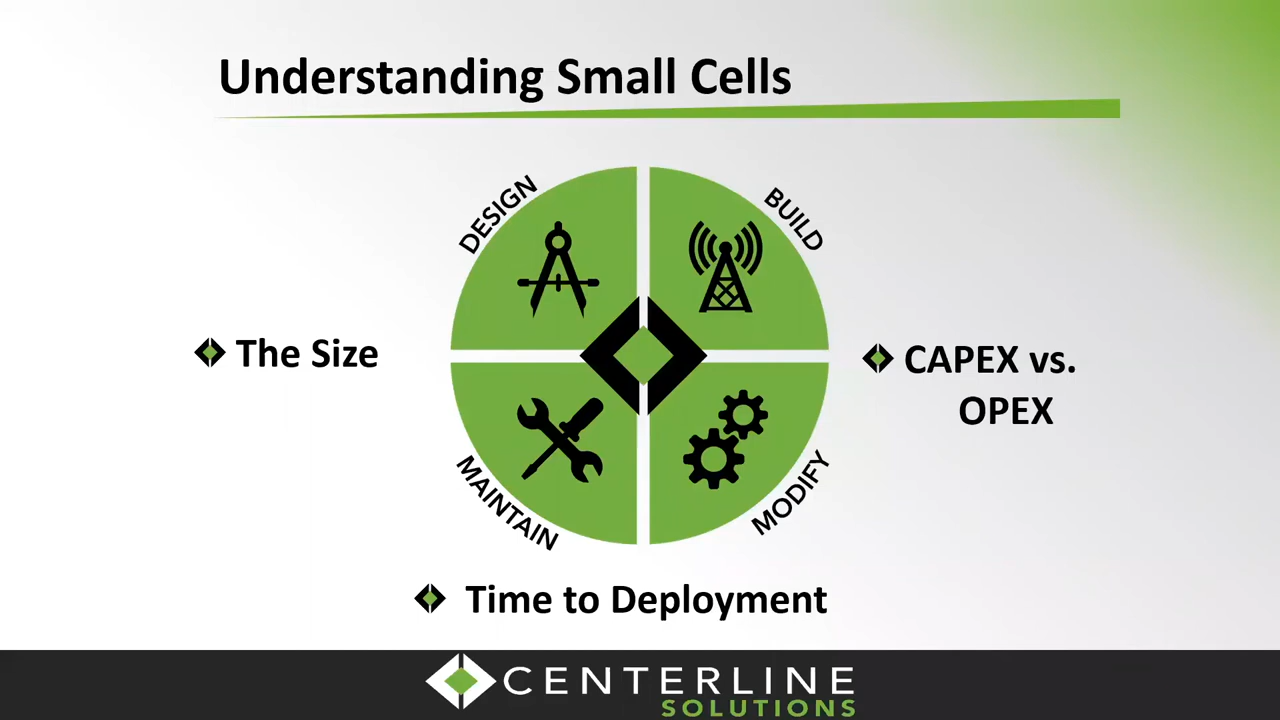 Understanding Small Cells
DESIGN
BUILD
The Size
CAPEX vs.
OPEX
MAINTAIN
MODIFY
Time to Deployment
CENTERLINE
SOLUTIONS